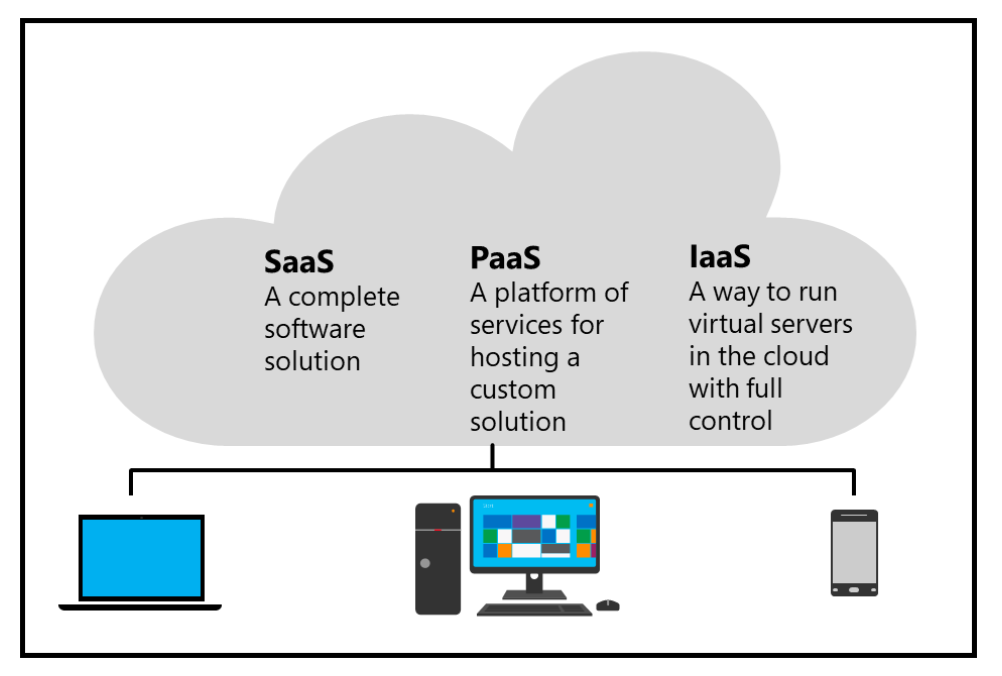 SaaS
A complete
software
solution
PaaS
A platform of
services for
hosting a
custom
solution
IaaS
A way to run
virtual servers
in the cloud
with full
control